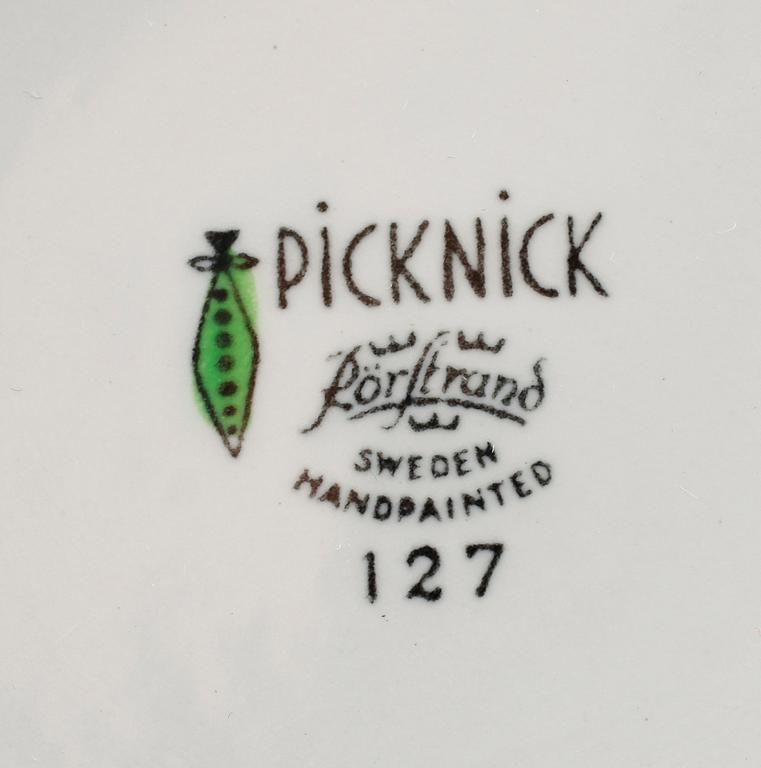 PiCKNiCK
Rörstrand
SWEDEN
HANDPAINTED
127